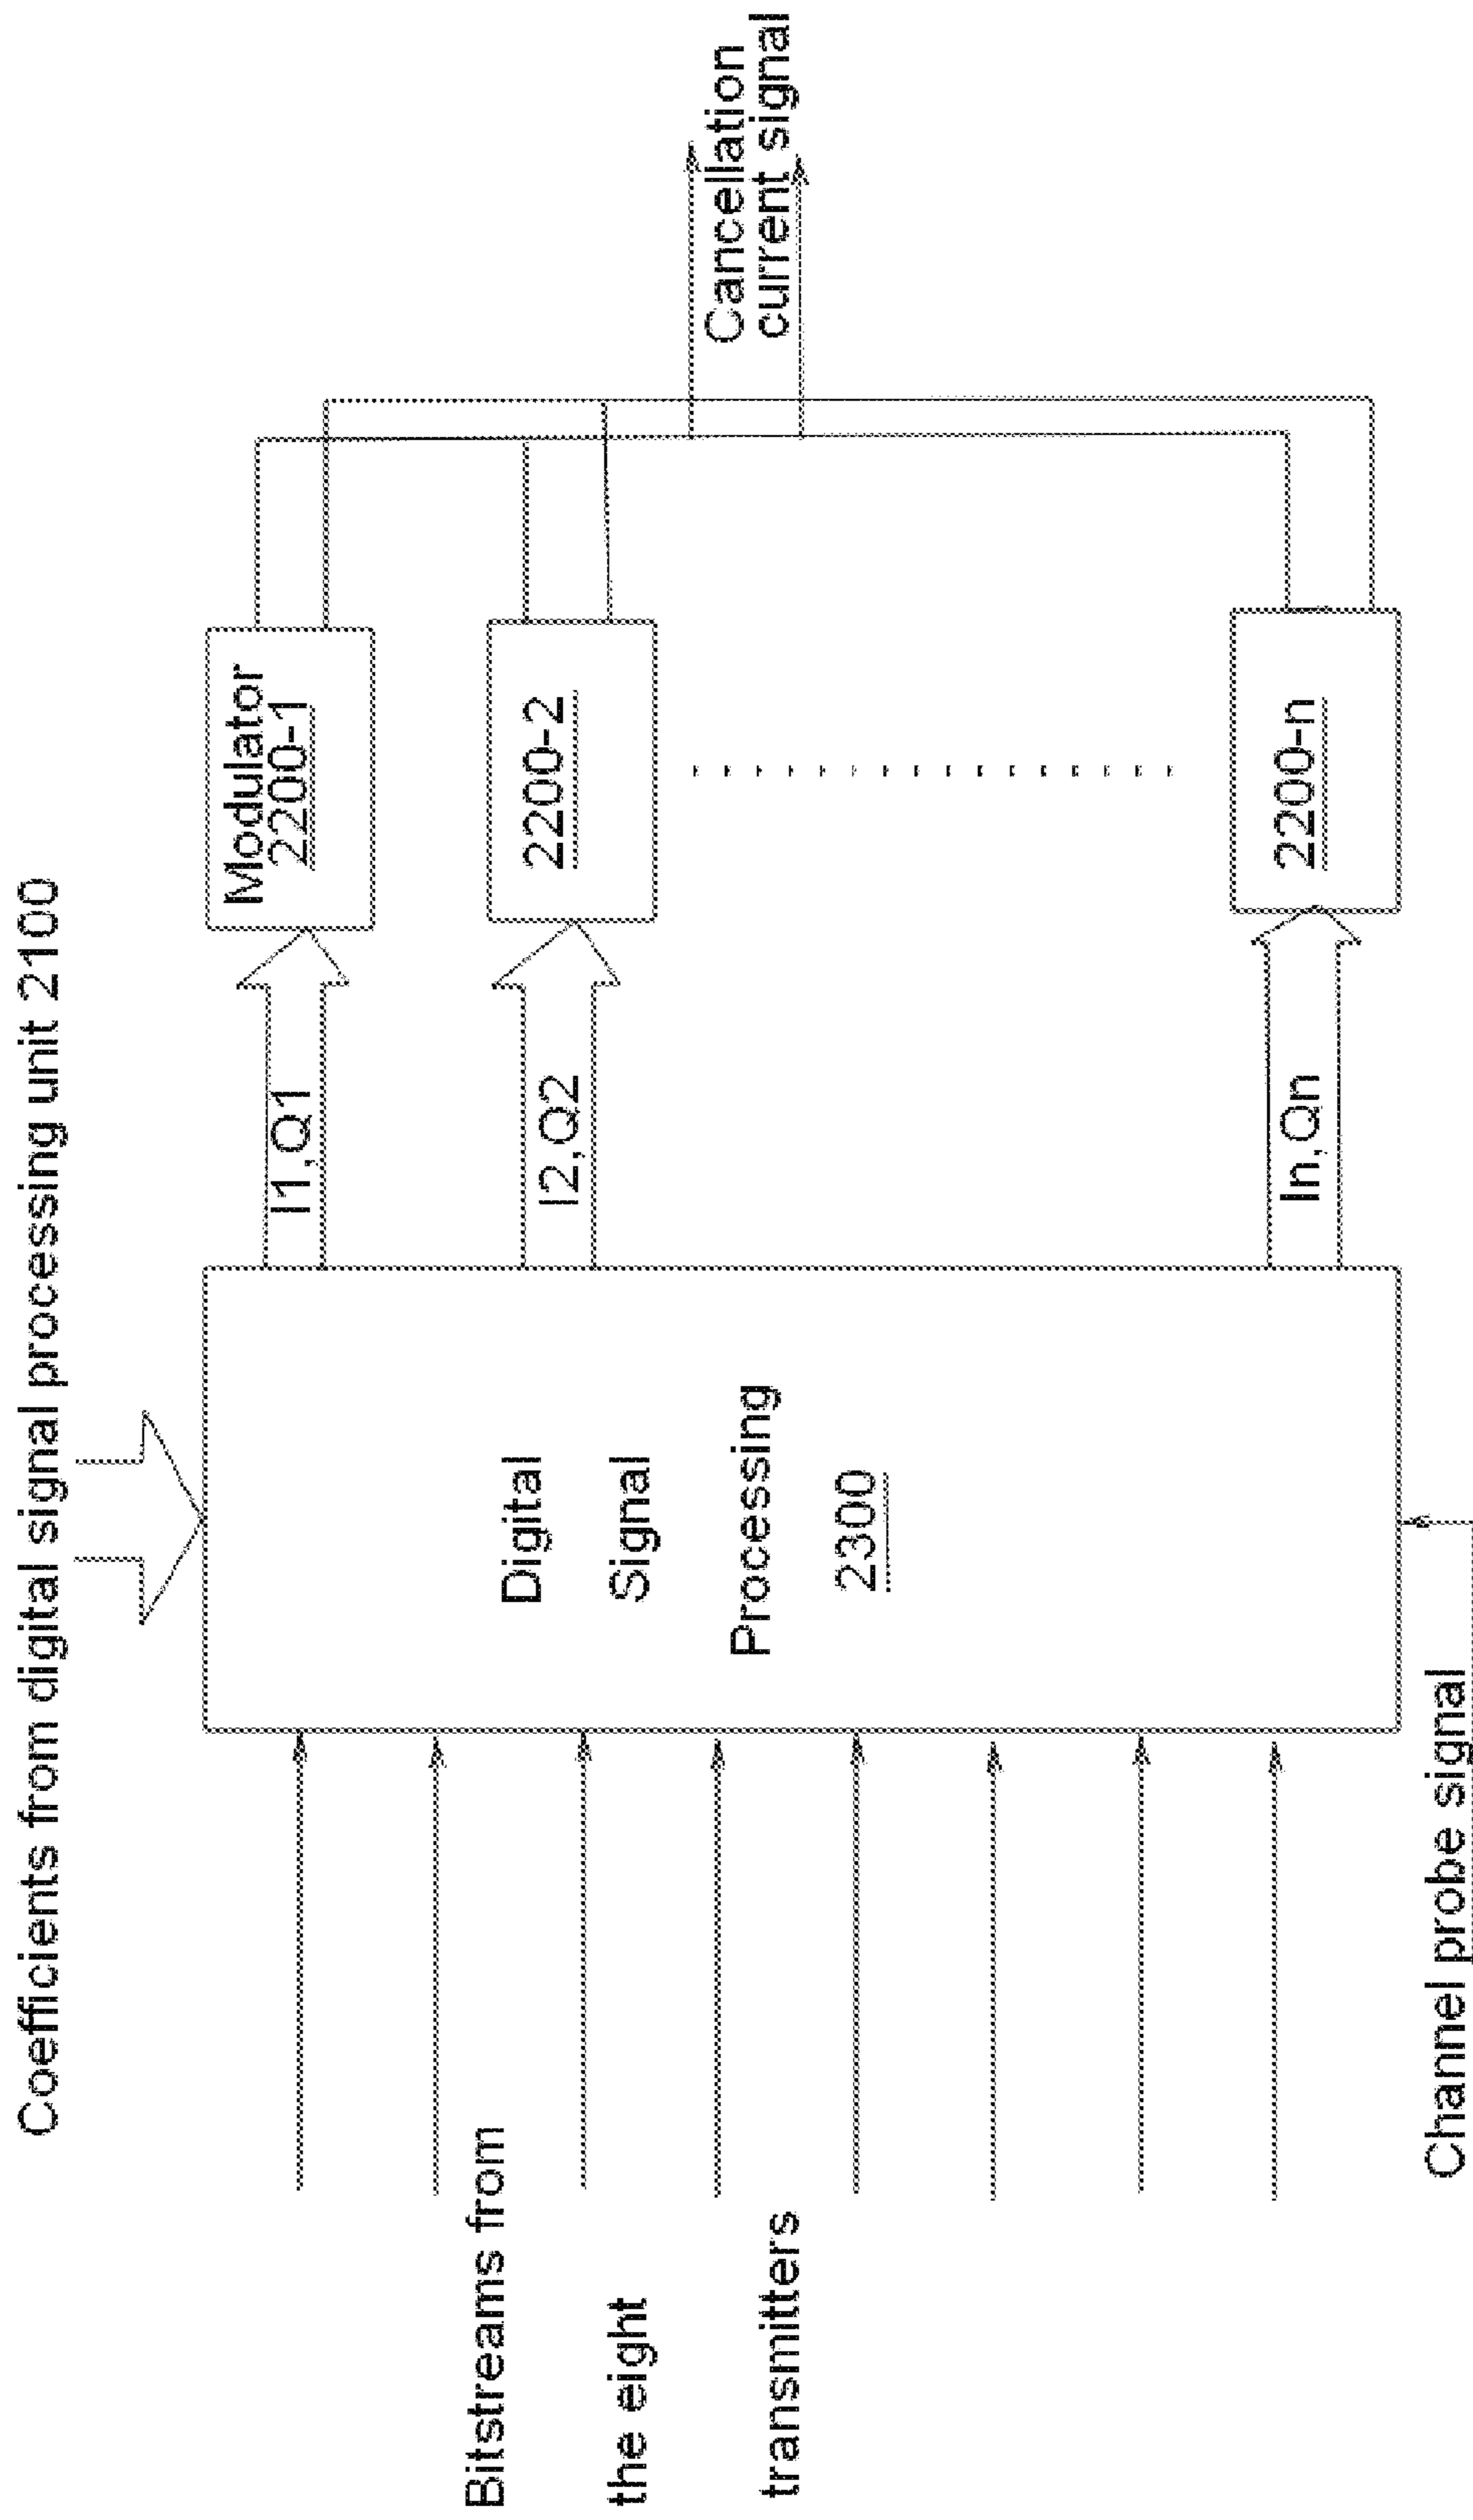 Coefficients from digital signal processing unit 2100
Bitstreams from
the eight
transmitters
Digital
Signal
Processing
2300
I1,Q1
I2,Q2
In,Qn
Modulator
2200-1
2200-2
2200-n
Cancellation
current signal
Channel probe signal